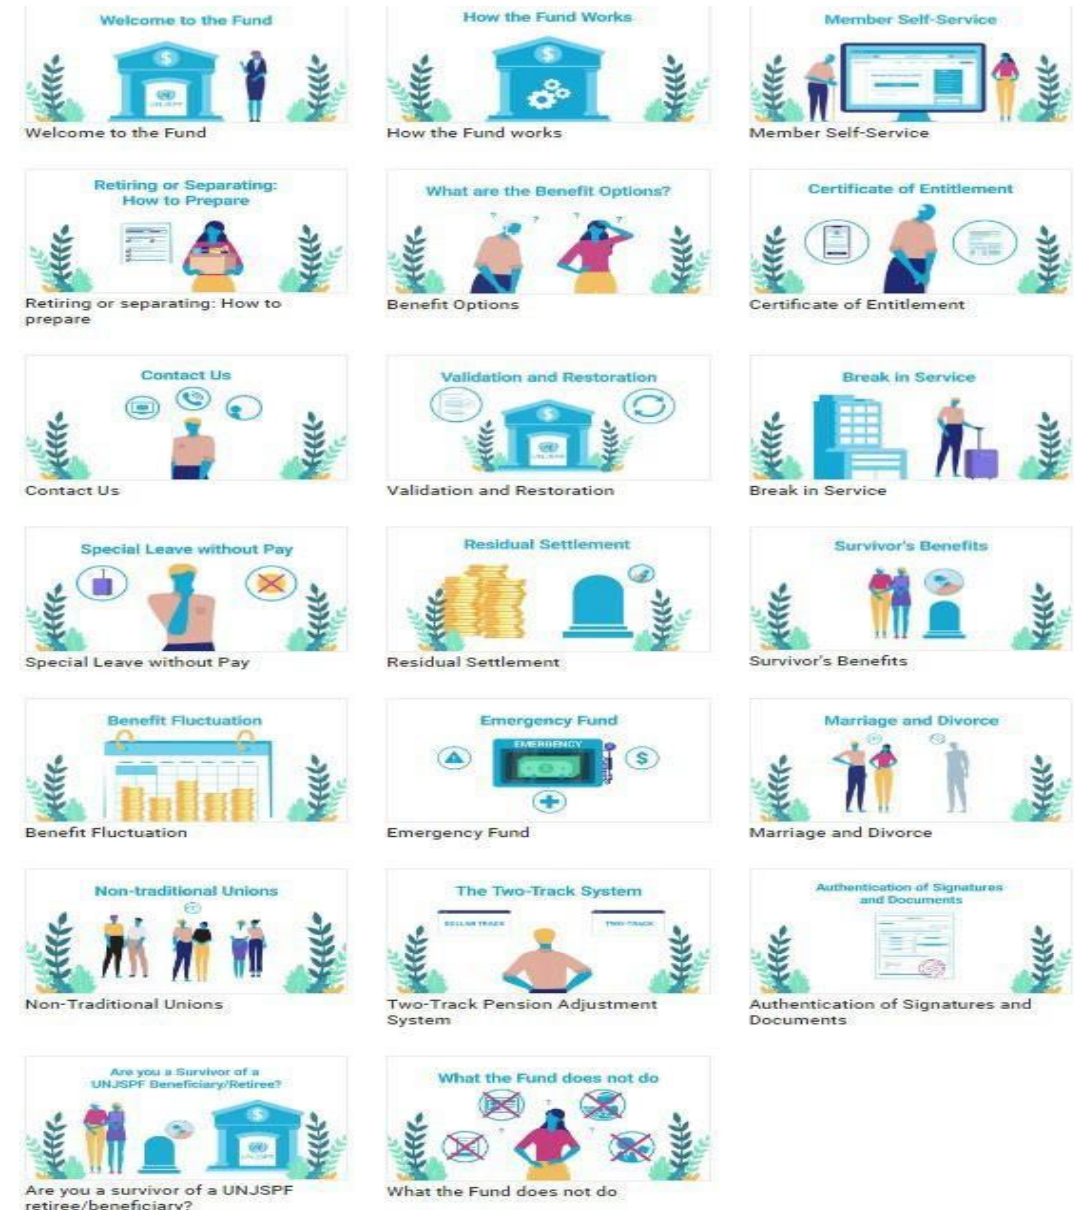 Welcome to the Fund
How the Fund Works
Member Self-Service
UNJSPF
Welcome to the Fund
How the Fund works
Member Self-Service
Retiring or Separating:
How to Prepare
What are the Benefit Options?
Certificate of Entitlement
Retiring or separating: How to
prepare
Benefit Options
Certificate of Entitlement
Contact Us
Validation and Restoration
Break in Service
UNJSPF
Contact Us
Validation and Restoration
Break in Service
Special Leave without Pay
Residual Settlement
Survivor's Benefits
Special Leave without Pay
Residual Settlement
Survivor's Benefits
Benefit Fluctuation
Emergency Fund
Marriage and Divorce
EMERGENCY
Benefit Fluctuation
Emergency Fund
Marriage and Divorce
Non-traditional Unions
The Two-Track System
Authentication of Signatures
and Documents
DOLLAR TRACK
TWO-TRACK
Non-Traditional Unions
Two-Track Pension Adjustment
System
Authentication of Signatures and
Documents
Are you a Survivor of a
UNJSPF Beneficiary/Retiree?
What the Fund does not do
UNJSPF
Are you a survivor of a UNJSPF
retiree/beneficiary?
What the Fund does not do